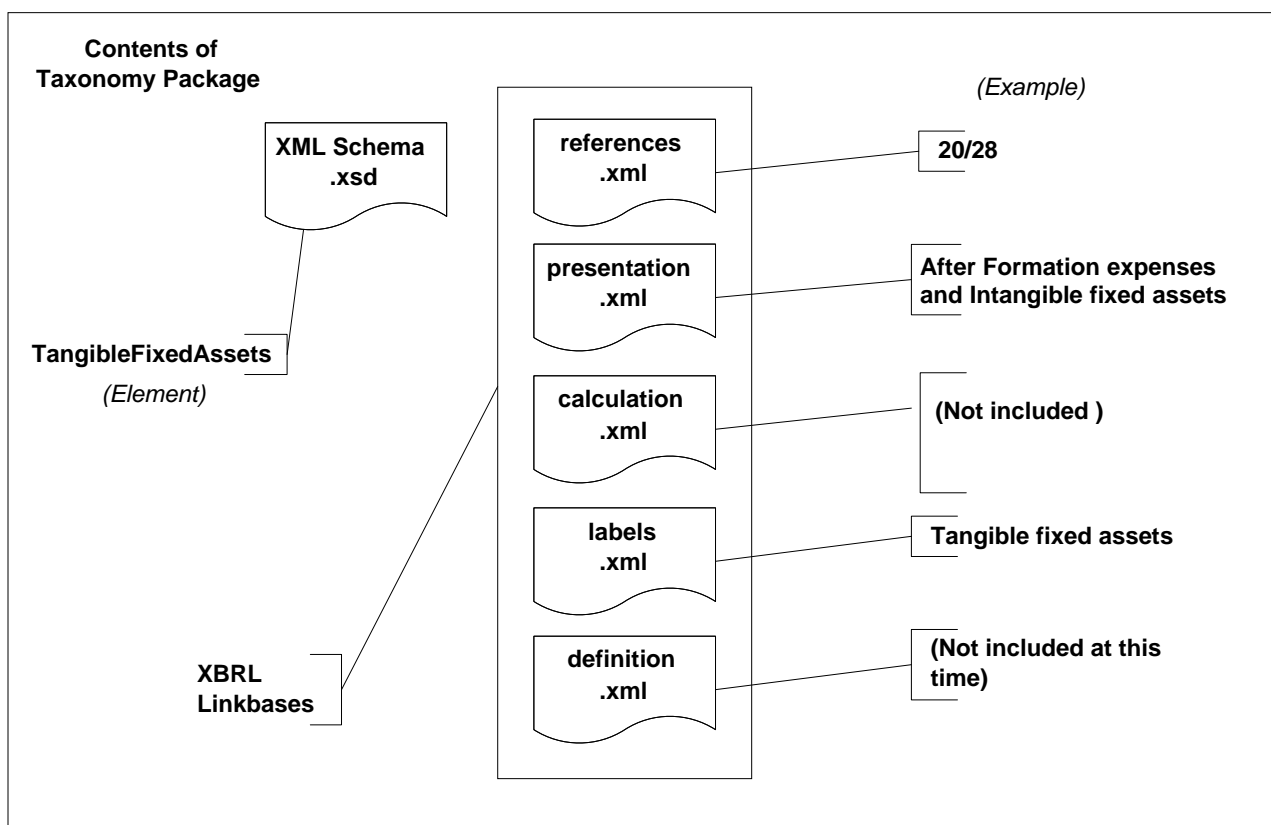 Contents of
Taxonomy Package
(Example)
XML Schema
.xsd
references
.xml
20/28
presentation
.xml
After Formation expenses
and Intangible fixed assets
TangibleFixedAssets
(Element)
calculation
.xml
(Not included )
labels
.xml
Tangible fixed assets
XBRL
Linkbases
definition
.xml
(Not included at this
time)